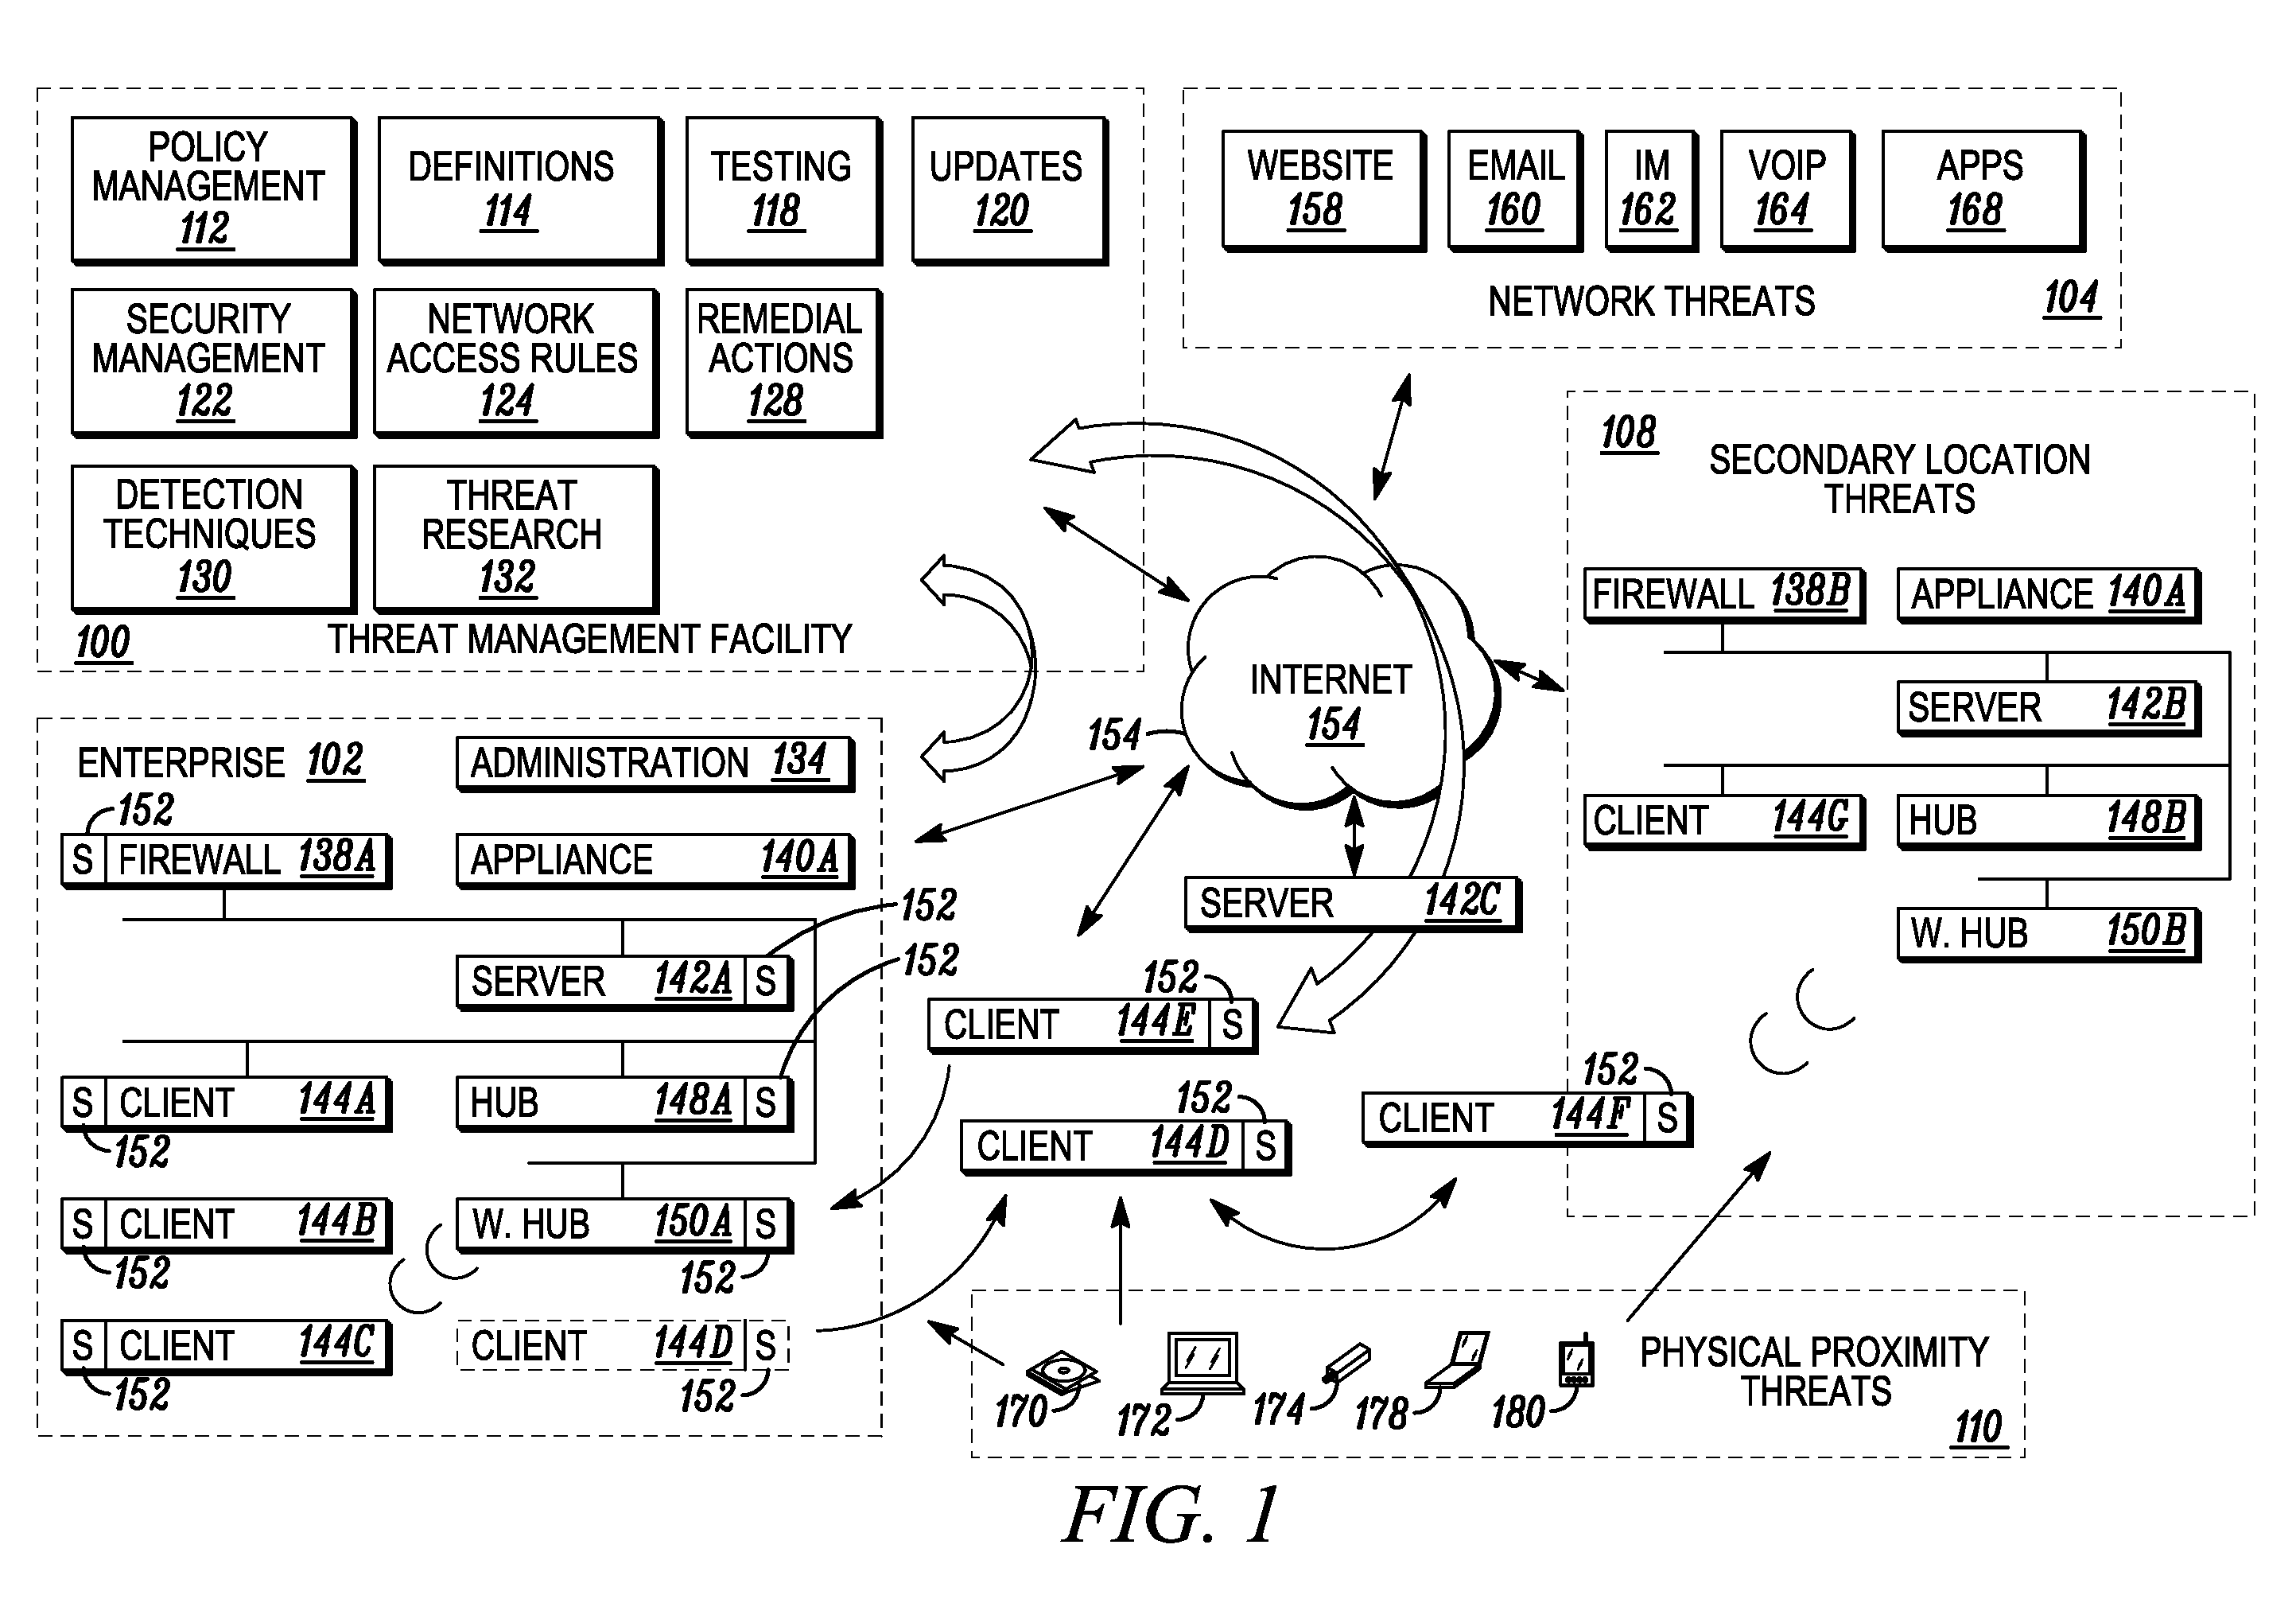 POLICY
MANAGEMENT
112
DEFINITIONS
114
TESTING
118
UPDATES
120
SECURITY
MANAGEMENT
122
NETWORK
ACCESS RULES
124
REMEDIAL
ACTIONS
128
DETECTION
TECHNIQUES
130
THREAT
RESEARCH
132
100 THREAT MANAGEMENT FACILITY
WEBSITE
158
EMAIL
160
IM
162
VOIP
164
APPS
168
NETWORK THREATS 104
108
SECONDARY LOCATION
THREATS
FIREWALL 138B
APPLIANCE 140A
SERVER 142B
CLIENT 144G
HUB 148B
W. HUB 150B
INTERNET
154
154
SERVER 142C
ENTERPRISE 102
ADMINISTRATION 134
152
S FIREWALL 138A
APPLIANCE 140A
152
152
SERVER 142A S
S CLIENT 144A
152
HUB 148A S
S CLIENT 144B
152
W. HUB 150A S
152
S CLIENT 144C
152
CLIENT 144D S
152
152
CLIENT 144E S
152
CLIENT 144D S
152
CLIENT 144F S
170
172
174
178
180
PHYSICAL PROXIMITY
THREATS
110
FIG. 1